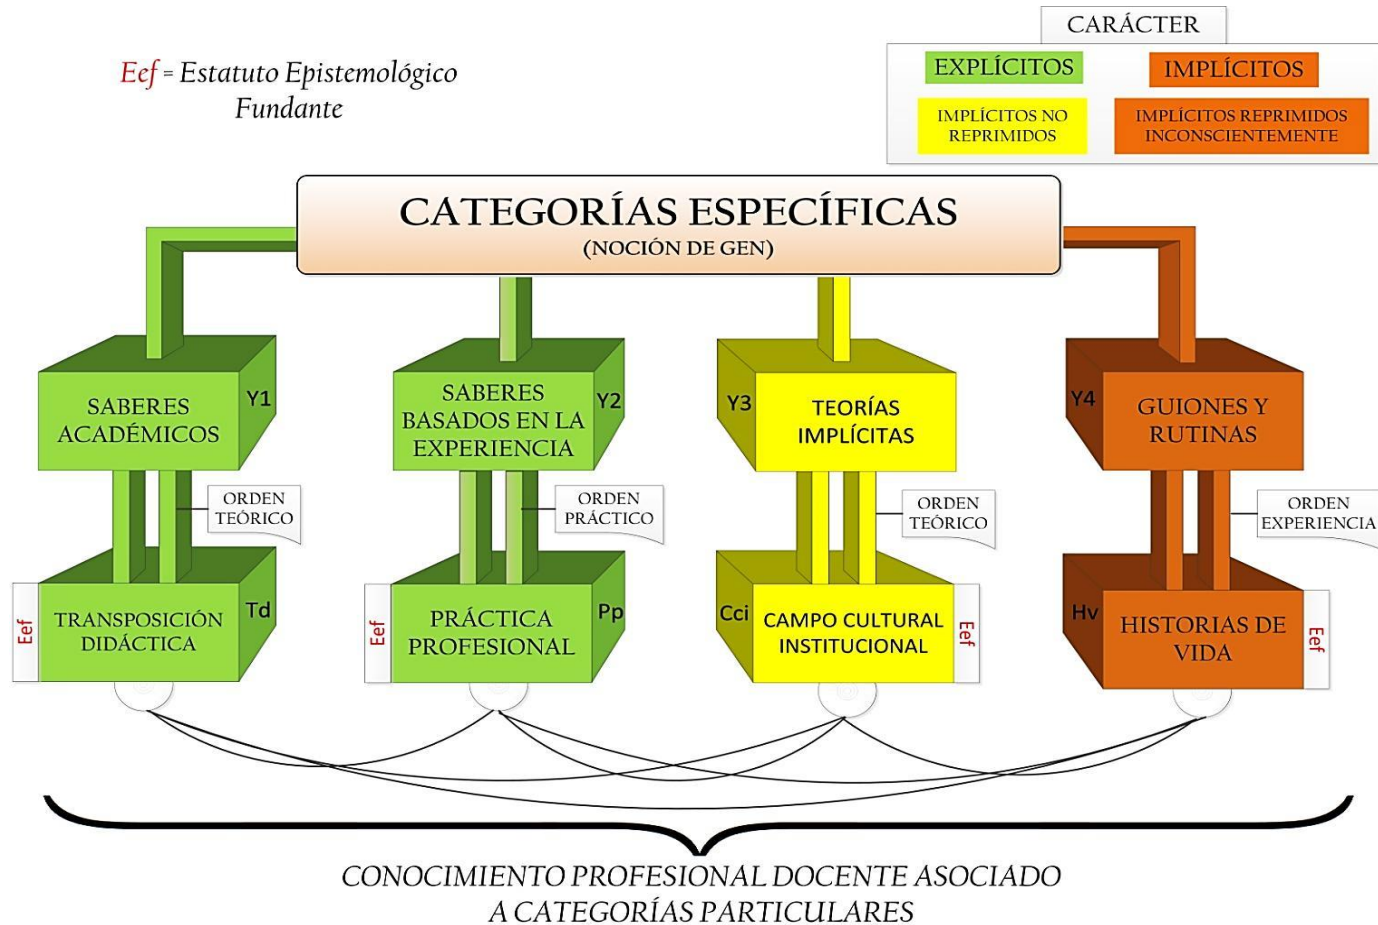 Eef = Estatuto Epistemológico
Fundante
CARÁCTER
EXPLÍCITOS
IMPLÍCITOS
IMPLÍCITOS NO
REPRIMIDOS
IMPLÍCITOS REPRIMIDOS
INCONSCIENTEMENTE
CATEGORÍAS ESPECÍFICAS
(NOCIÓN DE GEN)
SABERES
ACADÉMICOS
Y1
SABERES
BASADOS EN LA
EXPERIENCIA
Y2
Y3
TEORÍAS
IMPLÍCITAS
Y4
GUIONES Y
RUTINAS
ORDEN
TEÓRICO
ORDEN
PRÁCTICO
ORDEN
TEÔRICO
ORDEN
EXPERIENCIA
Eef
TRANSPOSICIÓN
DIDÁCTICA
Td
Eef
PRÁCTICA
PROFESIONAL
Pp
Cci
CAMPO CULTURAL
INSTITUCIONAL
Eef
Hv
HISTORIAS DE
VIDA
Eef
CONOCIMIENTO PROFESIONAL DOCENTE ASOCIADO
A CATEGORÍAS PARTICULARES